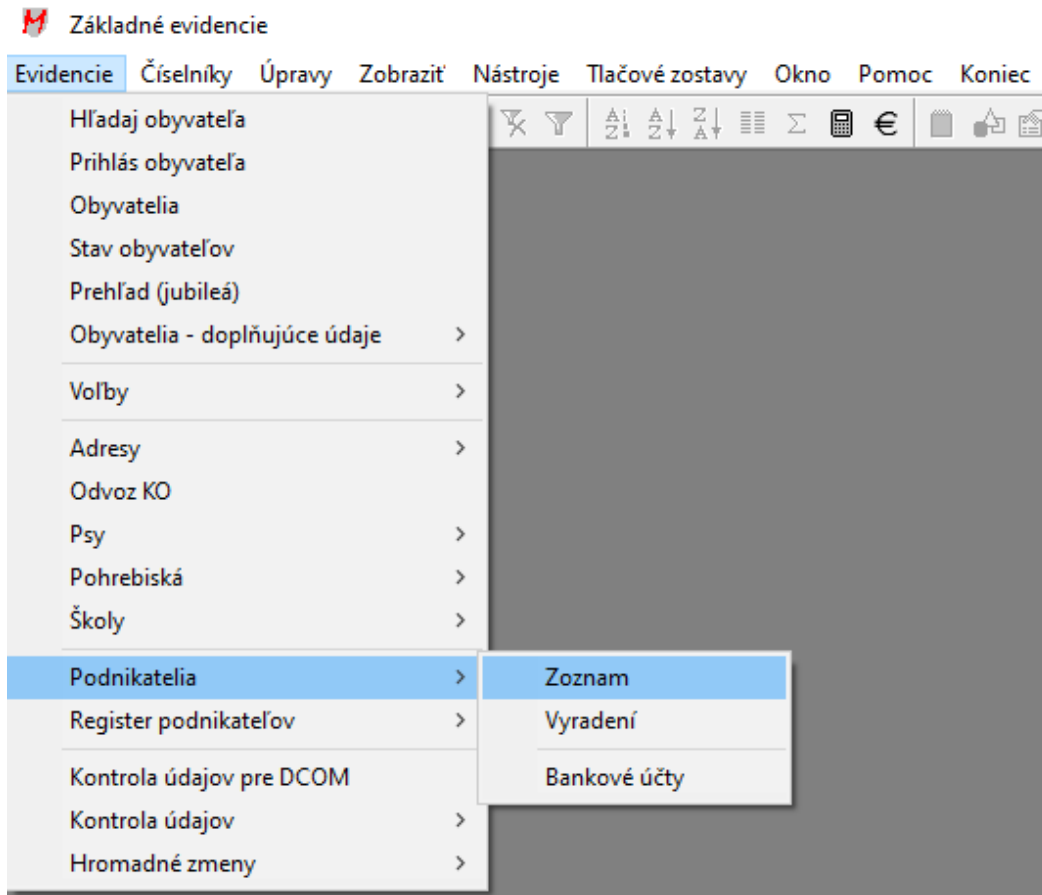 Základné evidencie
Evidencie Číselníky Úpravy Zobraziť Nástroje Tlačové zostavy Okno Pomoc Koniec
Hľadaj obyvateľa
Prihlás obyvateľa
Obyvatelia
Stav obyvateľov
Prehľad (jubileá)
Obyvatelia - doplňujúce údaje
Voľby
Adresy
Odvoz KO
Psy
Pohrebiská
Školy
Podnikatelia
Zoznam
Register podnikateľov
Vyradení
Kontrola údajov pre DCOM
Bankové účty
Kontrola údajov
Hromadné zmeny